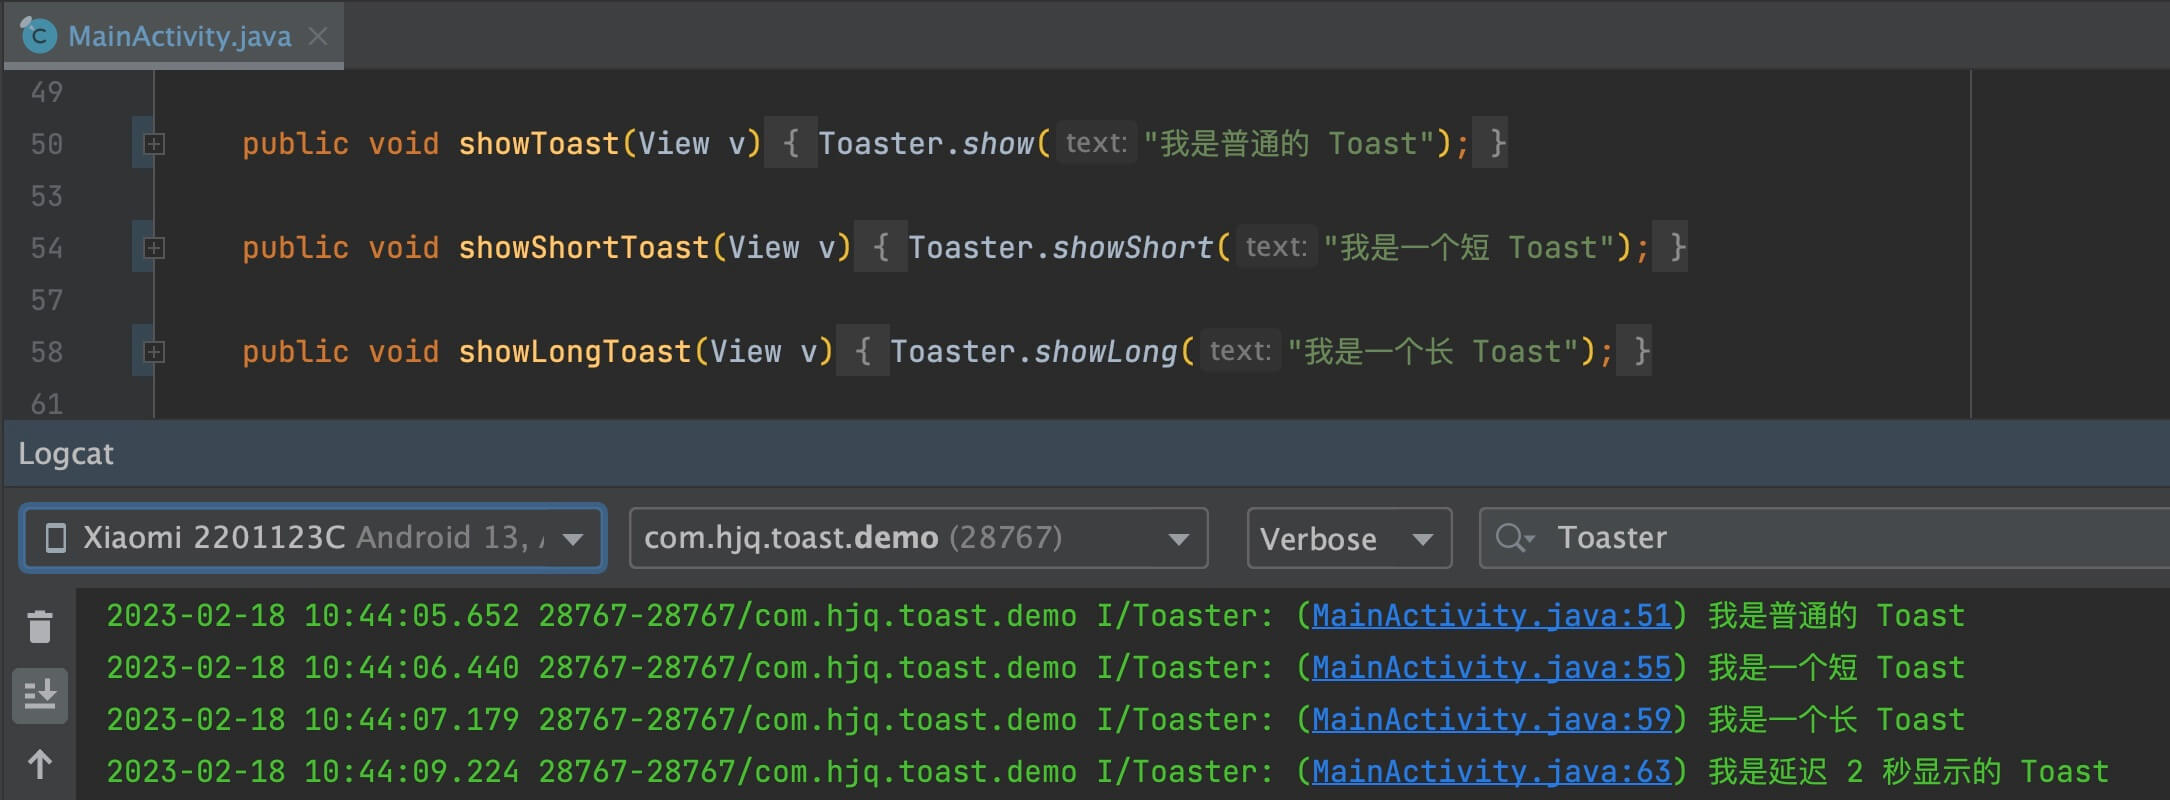 MainActivity.java
49
50 public void showToast(View v) { Toaster.show( text: "我是普通的 Toast"); }
53
54 public void showShortToast(View v) { Toaster.showShort( text: "我是一个短 Toast"); }
57
58 public void showLongToast(View v) { Toaster.showLong( text: "我是一个长 Toast"); }
61
Logcat
Xiaomi 2201123C Android 13, com.hjq.toast.demo (28767) Verbose Toaster
2023-02-18 10:44:05.652 28767-28767/com.hjq.toast.demo I/Toaster: (MainActivity.java:51) 我是普通的 Toast
2023-02-18 10:44:06.440 28767-28767/com.hjq.toast.demo I/Toaster: (MainActivity.java:55) 我是一个短 Toast
2023-02-18 10:44:07.179 28767-28767/com.hjq.toast.demo I/Toaster: (MainActivity.java:59) 我是一个长 Toast
2023-02-18 10:44:09.224 28767-28767/com.hjq.toast.demo I/Toaster: (MainActivity.java:63) 我是延迟 2 秒显示的 Toast